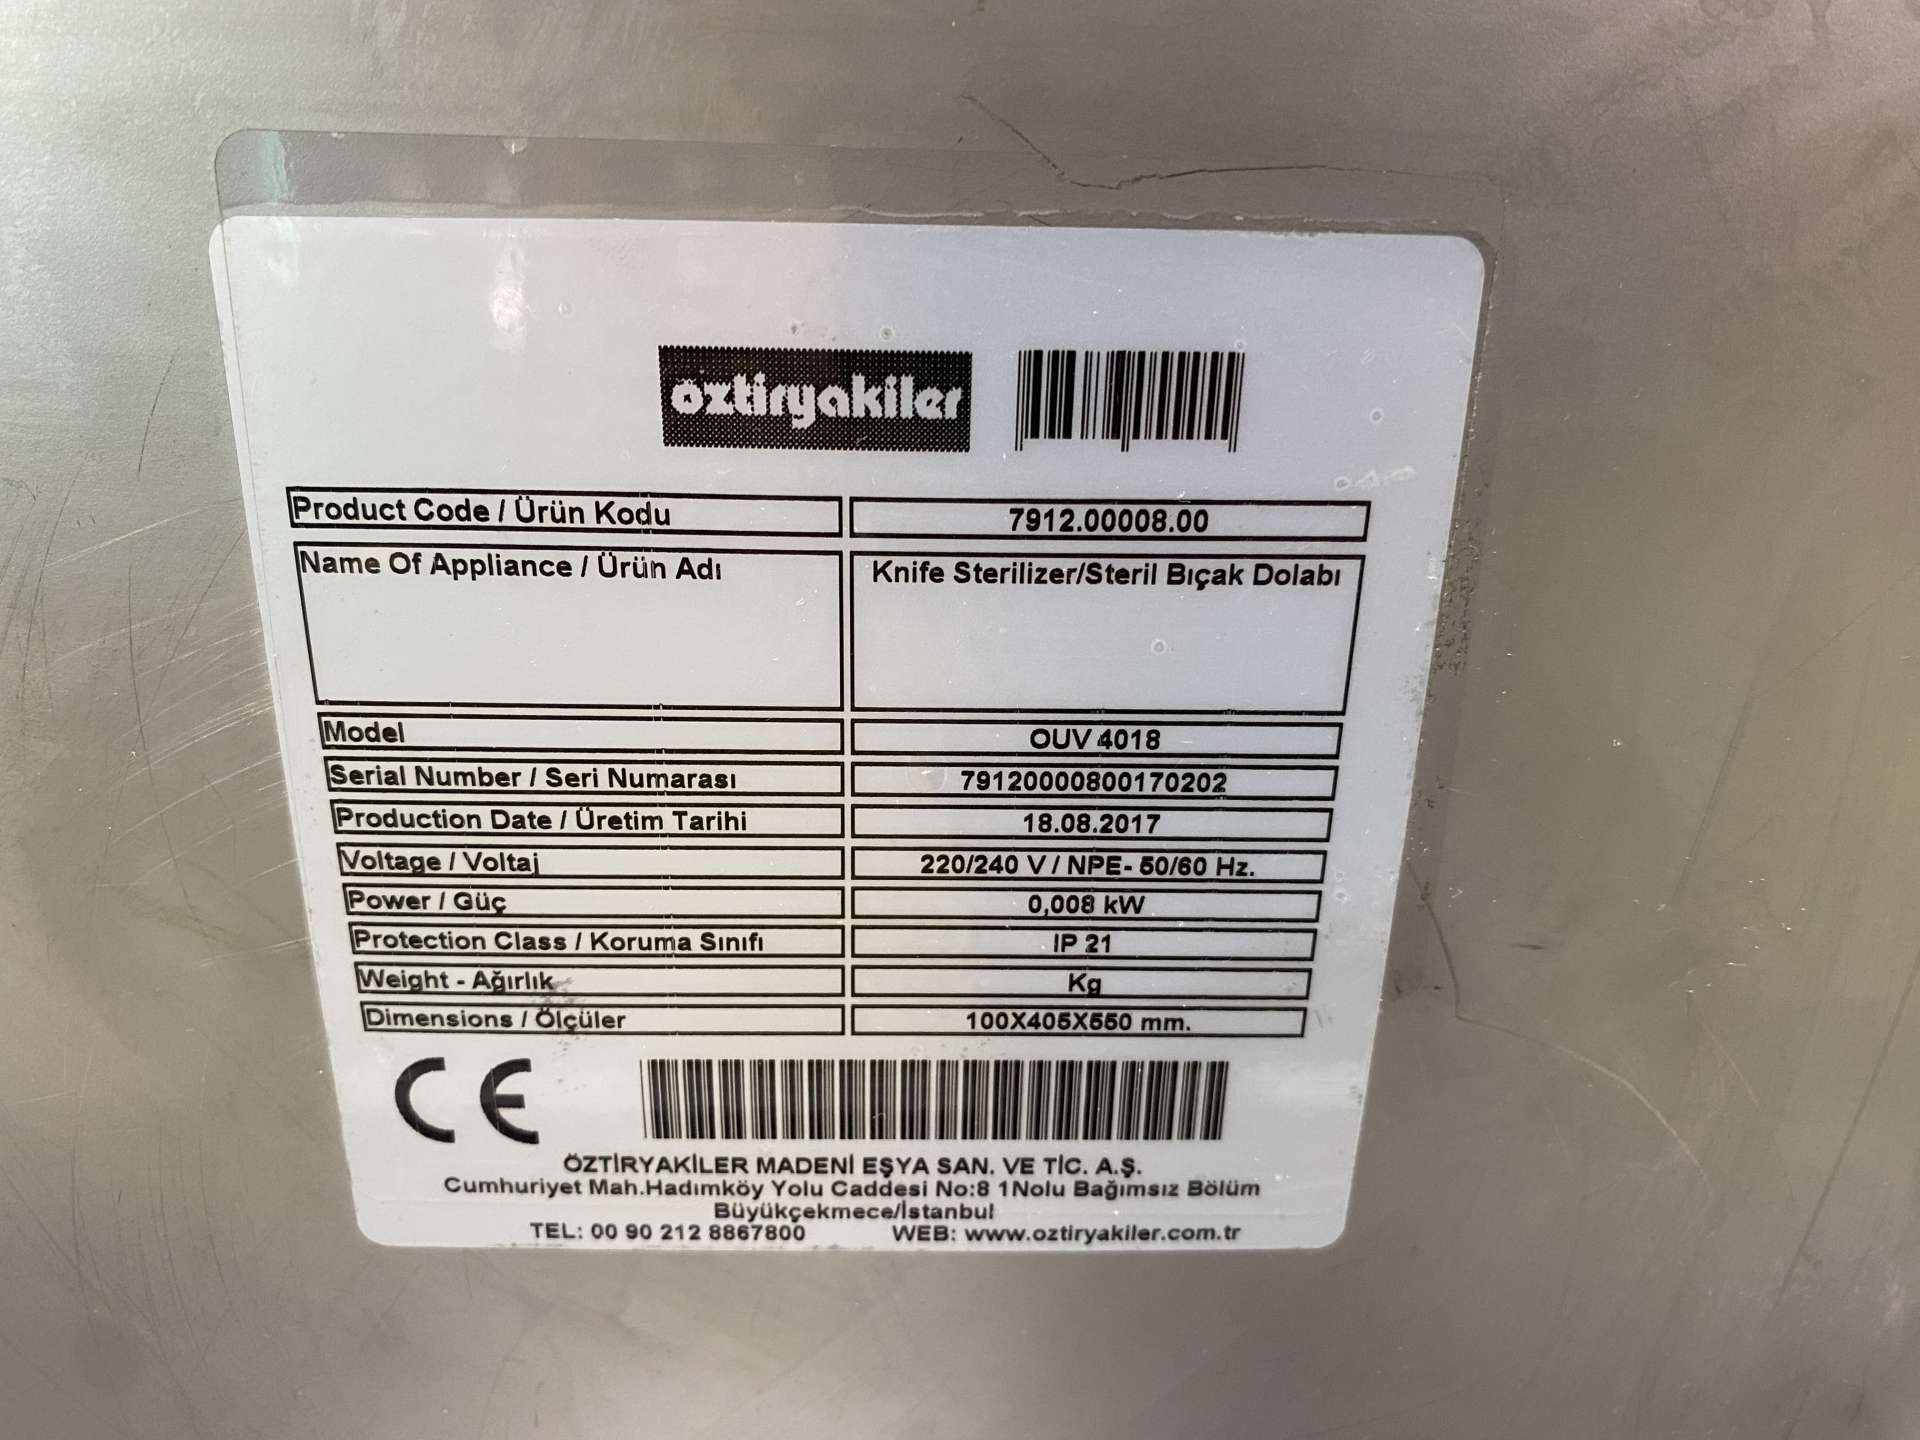 öztiryakiler
Product Code / Ürün Kodu 7912.00008.00
Name Of Appliance / Ürün Adı Knife Sterilizer/Steril Bıçak Dolabı
Model OUV 4018
Serial Number / Seri Numarası 79120000800170202
Production Date / Üretim Tarihi 18.08.2017
Voltage / Voltaj 220/240 V / NPE- 50/60 Hz.
Power / Güç 0,008 kW
Protection Class / Koruma Sınıfı IP 21
Weight - Ağırlık Kg
Dimensions / Ölçüler 100X405X550 mm.
CE
ÖZTİRYAKİLER MADENİ EŞYA SAN. VE TİC. A.Ş.
Cumhuriyet Mah.Hadımköy Yolu Caddesi No:8 1Nolu Bağımsız Bölüm
Büyükçekmece/İstanbul
TEL: 00 90 212 8867800 WEB: www.oztiryakiler.com.tr